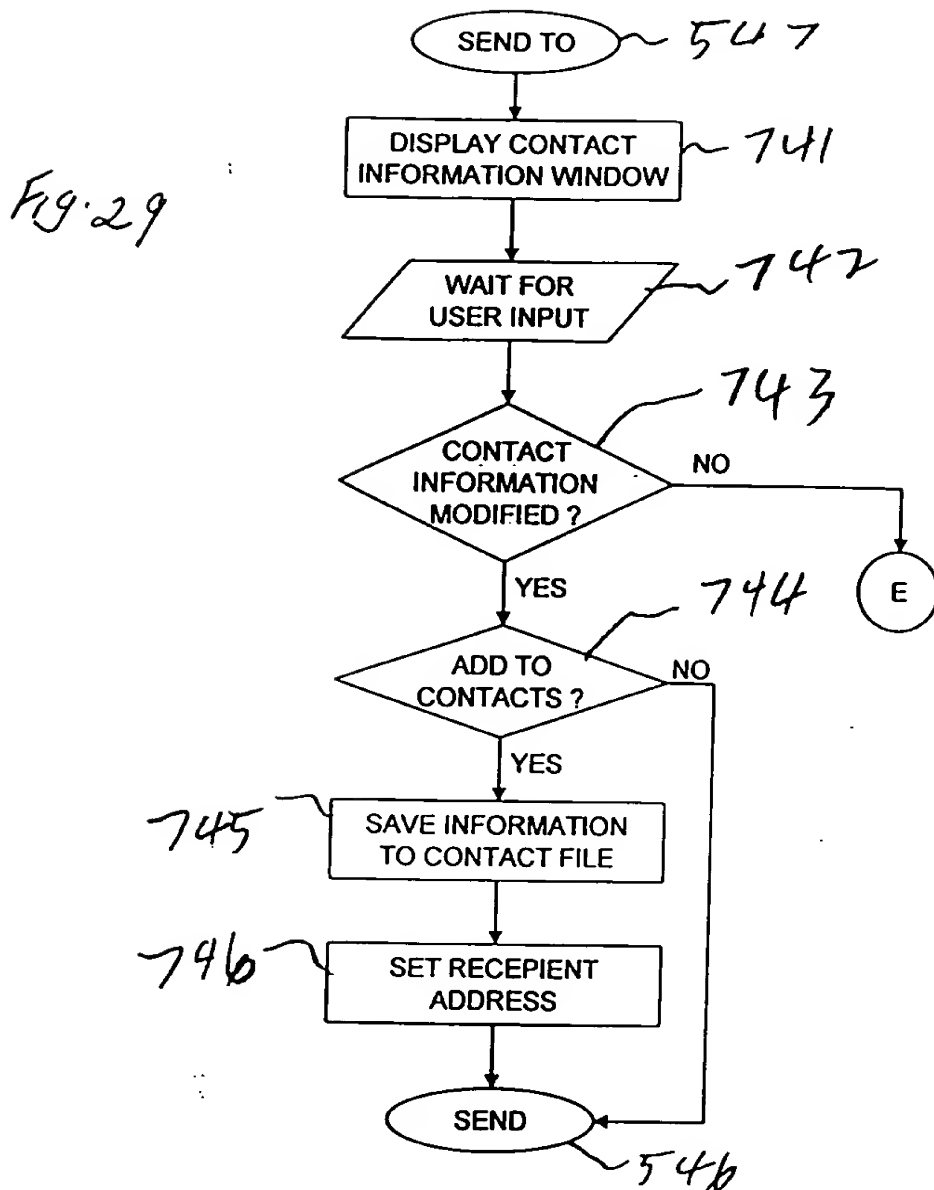 SEND TO
547
DISPLAY CONTACT
INFORMATION WINDOW
741
Fig. 29
WAIT FOR
USER INPUT
742
743
CONTACT
INFORMATION
MODIFIED ?
NO
E
YES
744
ADD TO
CONTACTS ?
NO
YES
745
SAVE INFORMATION
TO CONTACT FILE
746
SET RECEPIENT
ADDRESS
SEND
546